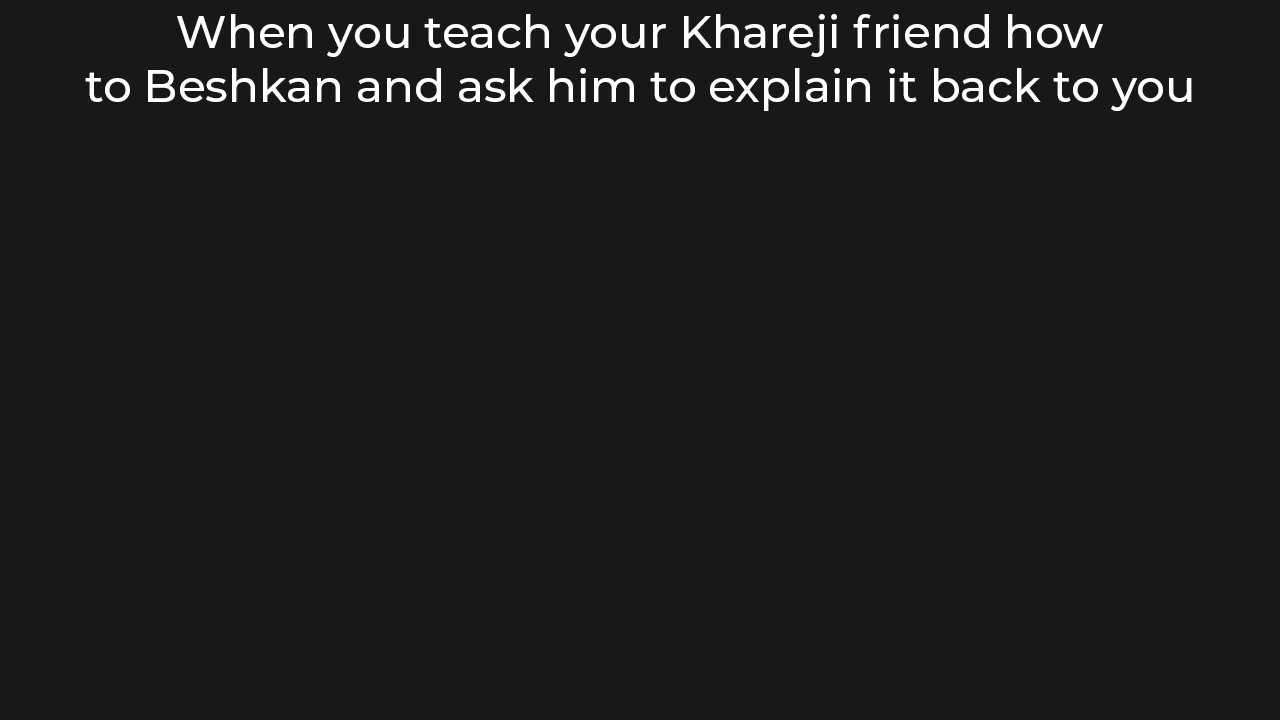 When you teach your Khareji friend how
to Beshkan and ask him to explain it back to you